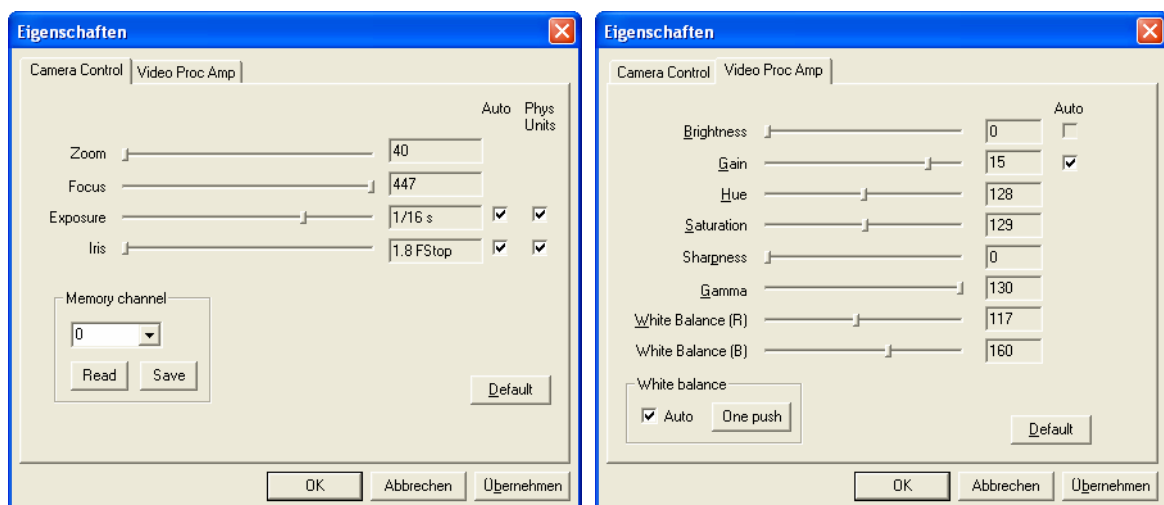 Eigenschaften
Camera Control Video Proc Amp
Auto Phys Units
Zoom 40
Focus 447
Exposure 1/16 s
Iris 1.8 FStop
Memory channel
0
Read Save
Default
OK Abbrechen Übernehmen
Eigenschaften
Camera Control Video Proc Amp
Auto
Brightness 0
Gain 15
Hue 128
Saturation 129
Sharpness 0
Gamma 130
White Balance (R) 117
White Balance (B) 160
White balance
Auto One push
Default
OK Abbrechen Übernehmen